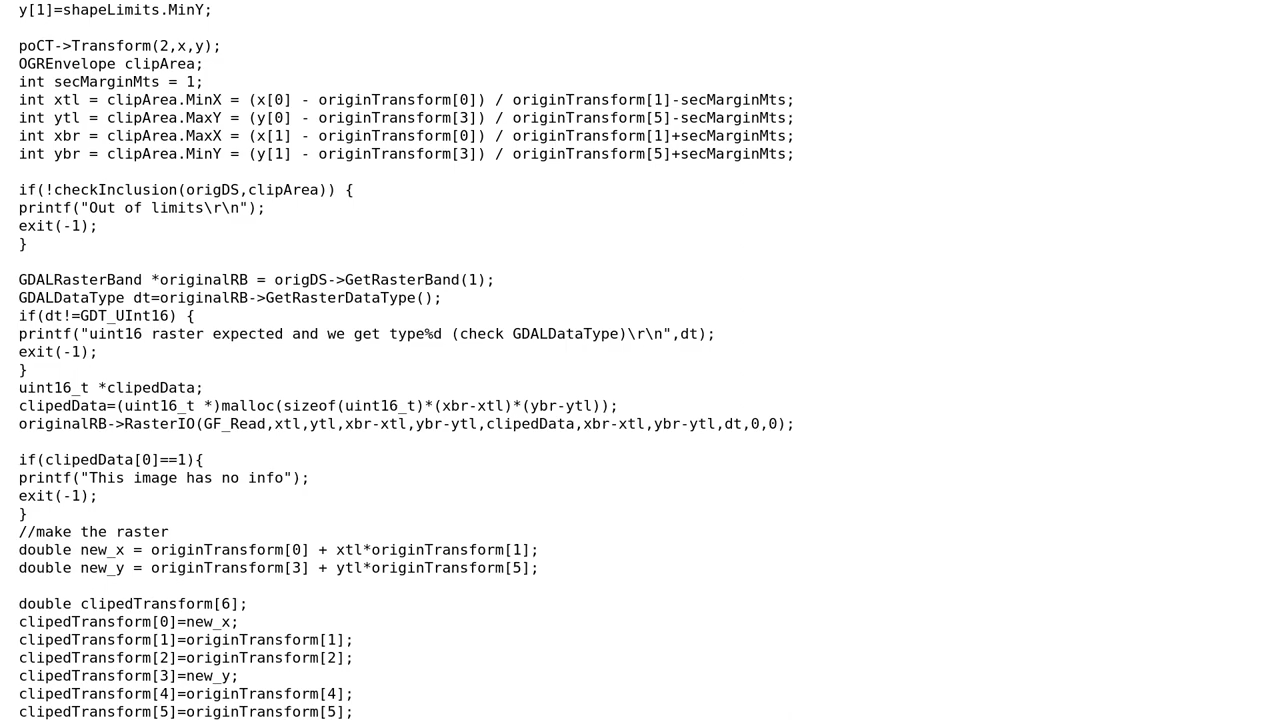 y[1]=shapeLimits.MinY;
poCT->Transform(2,x,y);
OGREnvelope clipArea;
int secMarginMts = 1;
int xtl = clipArea.MinX = (x[0] - originTransform[0]) / originTransform[1]-secMarginMts;
int ytl = clipArea.MaxY = (y[0] - originTransform[3]) / originTransform[5]-secMarginMts;
int xbr = clipArea.MaxX = (x[1] - originTransform[0]) / originTransform[1]+secMarginMts;
int ybr = clipArea.MinY = (y[1] - originTransform[3]) / originTransform[5]+secMarginMts;
if(!checkInclusion(origDS,clipArea)) {
printf("Out of limits\r\n");
exit(-1);
}
GDALRasterBand *originalRB = origDS->GetRasterBand(1);
GDALDataType dt=originalRB->GetRasterDataType();
if(dt!=GDT_UInt16) {
printf("uint16 raster expected and we get type%d (check GDALDataType)\r\n",dt);
exit(-1);
}
uint16_t *clipedData;
clipedData=(uint16_t *)malloc(sizeof(uint16_t)*(xbr-xtl)*(ybr-ytl));
originalRB->RasterIO(GF_Read,xtl,ytl,xbr-xtl,ybr-ytl,clipedData,xbr-xtl,ybr-ytl,dt,0,0);
if(clipedData[0]==1){
printf("This image has no info");
exit(-1);
}
//make the raster
double new_x = originTransform[0] + xtl*originTransform[1];
double new_y = originTransform[3] + ytl*originTransform[5];
double clipedTransform[6];
clipedTransform[0]=new_x;
clipedTransform[1]=originTransform[1];
clipedTransform[2]=originTransform[2];
clipedTransform[3]=new_y;
clipedTransform[4]=originTransform[4];
clipedTransform[5]=originTransform[5];